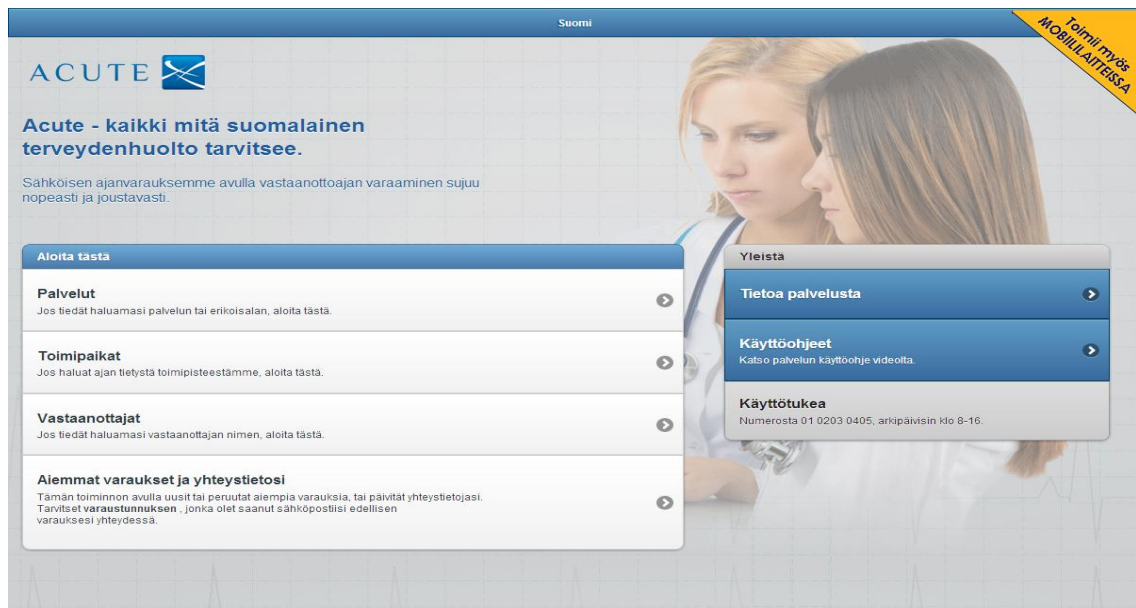 Suomi
Toimii myös
MOBIILILAITTEISSA
ACUTE
Acute - kaikki mitä suomalainen
terveydenhuolto tarvitsee.
Sähköisen ajanvarauksemme avulla vastaanottoajan varaaminen sujuu
nopeasti ja joustavasti.
Aloita tästä
Palvelut
Jos tiedät haluamasi palvelun tai erikoisalan, aloita tästä.
Toimipaikat
Jos haluat ajan tietystä toimipisteestämme, aloita tästä.
Vastaanottajat
Jos tiedät haluamasi vastaanottajan nimen, aloita tästä.
Aiemmat varaukset ja yhteystietosi
Tämän toiminnon avulla uusit tai peruutat aiempia varauksia, tai päivität yhteystietojasi.
Tarvitset varaustunnuksen , jonka olet saanut sähköpostiisi edellisen
varauksesi yhteydessä.
Yleistä
Tietoa palvelusta
Käyttöohjeet
Katso palvelun käyttöohje videolta.
Käyttötukea
Numerosta 01 0203 0405, arkipäivisin klo 8-16.